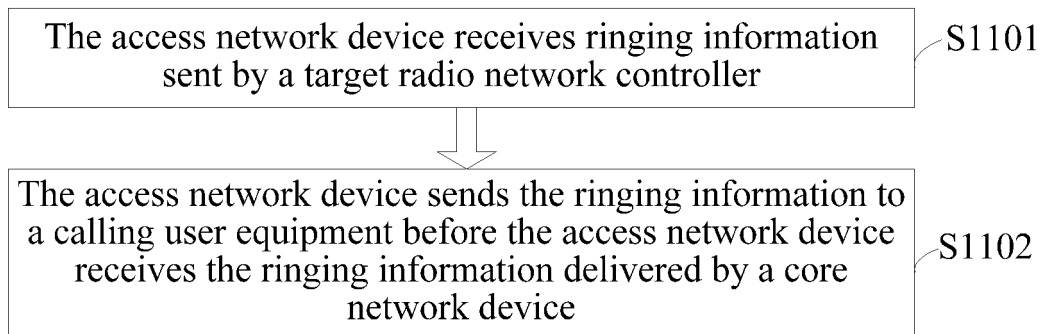 The access network device receives ringing information
sent by a target radio network controller
S1101
The access network device sends the ringing information to
a calling user equipment before the access network device
receives the ringing information delivered by a core
network device
S1102